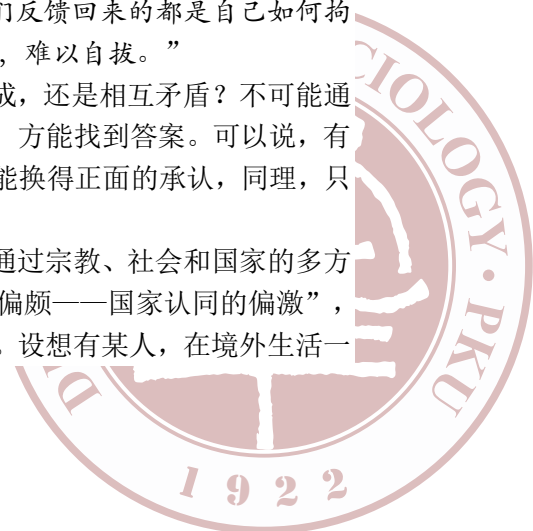 们反馈回来的都是自己如何拘
，难以自拔。”
成，还是相互矛盾？不可能通
方能找到答案。可以说，有
能换得正面的承认，同理，只
通过宗教、社会和国家的多方
偏颇——国家认同的偏激”，
设想有某人，在境外生活一
CIOLOGY · PKU
1922